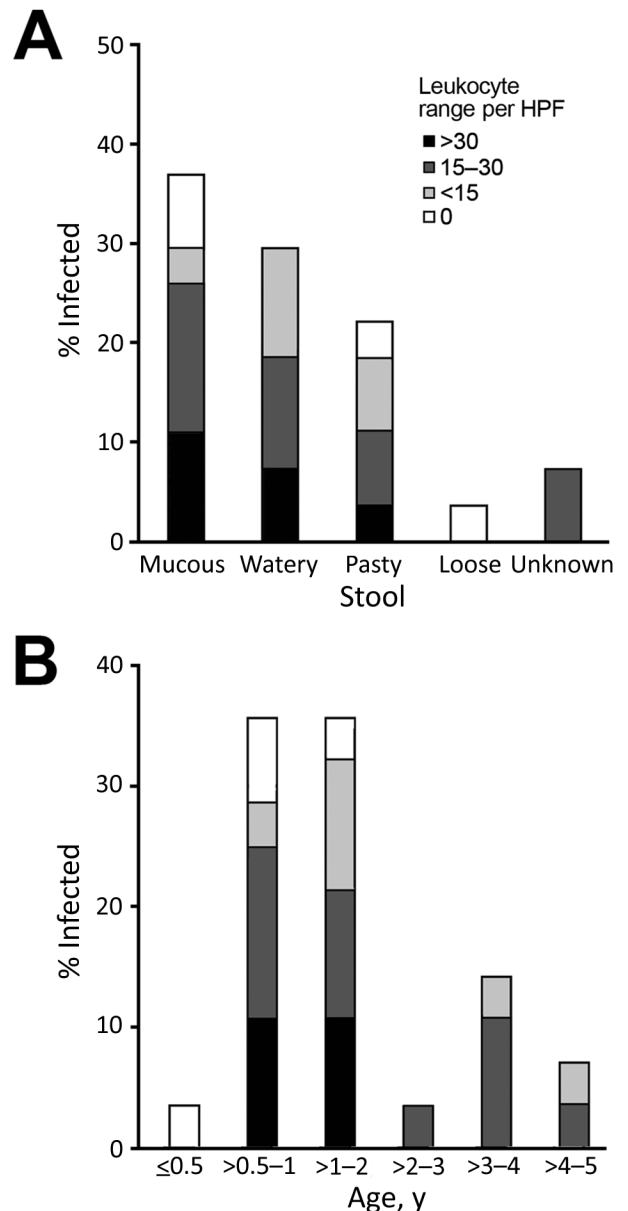 A
50
40
30
20
10
0
% Infected
Leukocyte
range per HPF
>30
15–30
<15
0
Mucous Watery Pasty Loose Unknown
Stool
B
40
30
20
10
0
% Infected
≤0.5 >0.5–1 >1–2 >2–3 >3–4 >4–5
Age, y